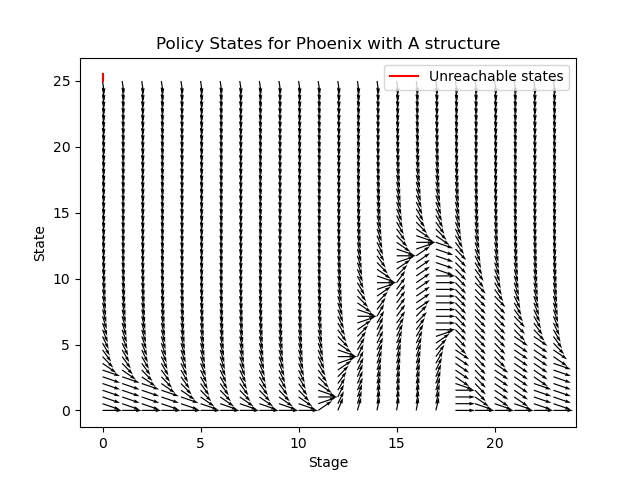 Policy States for Phoenix with A structure
Unreachable states
State
25
20
15
10
5
0
0 5 10 15 20
Stage